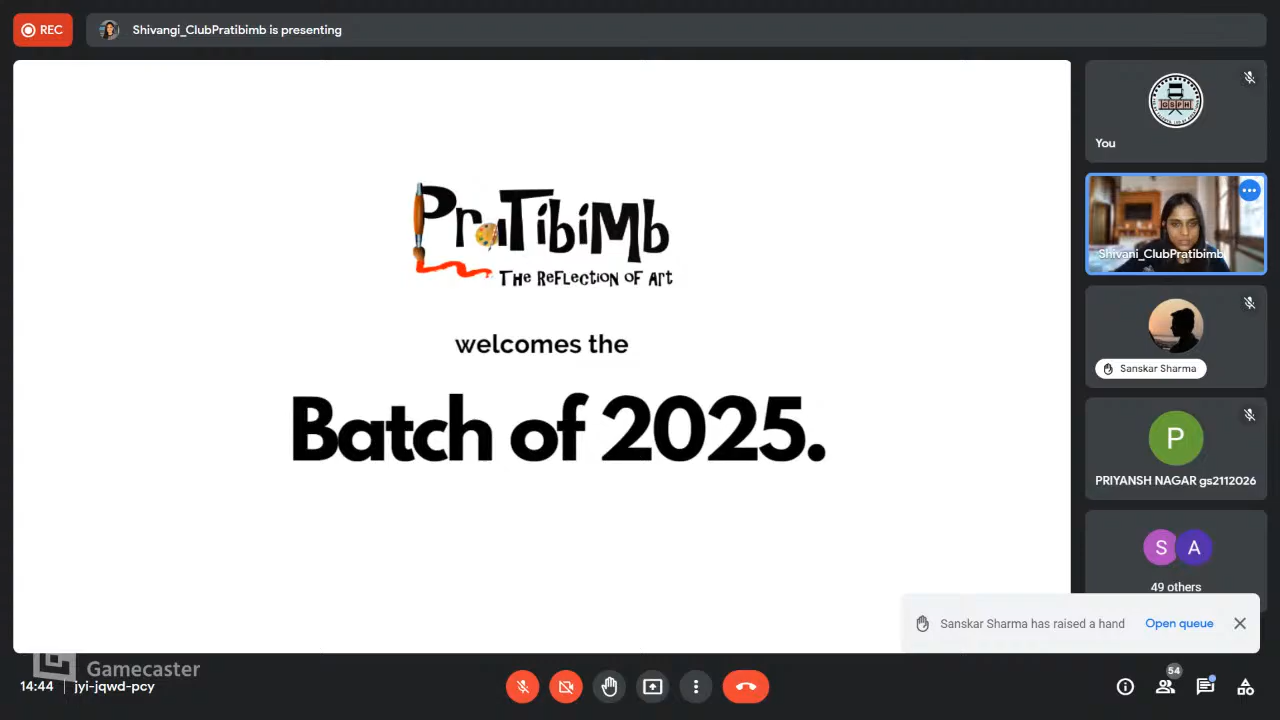 REC
Shivangi_ClubPratibimb is presenting
PraTibiMb
THe ReFLecTiON OF ArT
welcomes the
Batch of 2025.
GSPH
You
Shivani_ClubPratibimb
Sanskar Sharma
P
PRIYANSH NAGAR gs2112026
S A
49 others
Sanskar Sharma has raised a hand
Open queue
Gamecaster
14:44 | jyi-jqwd-pcy
54